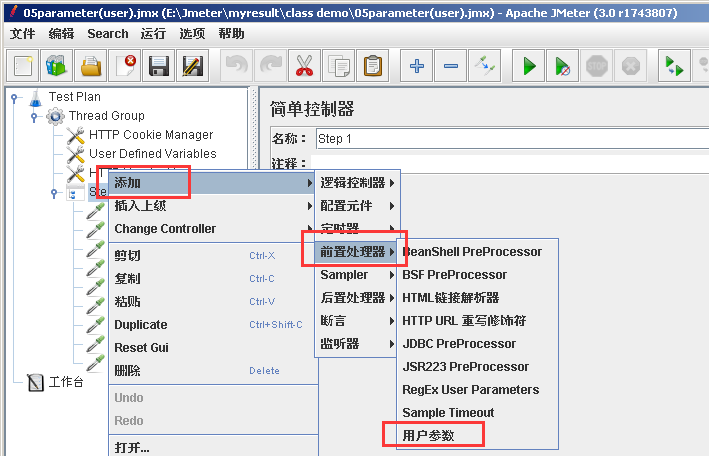 05parameter(user).jmx (E:\Jmeter\myresult\class demo\05parameter(user).jmx) - Apache JMeter (3.0 r1743807)
文件 编辑 Search 运行 选项 帮助
STOP
Test Plan
Thread Group
HTTP Cookie Manager
User Defined Variables
简单控制器
名称： Step 1
注释：
添加
插入上级
Change Controller
剪切 Ctrl-X
复制 Ctrl-C
粘贴 Ctrl-V
Duplicate Ctrl+Shift-C
Reset Gui
删除 Delete
Undo
Redo
打开...
逻辑控制器
配置元件
定时器
前置处理器
Sampler
后置处理器
断言
监听器
BeanShell PreProcessor
BSF PreProcessor
HTML链接解析器
HTTP URL 重写修饰符
JDBC PreProcessor
JSR223 PreProcessor
RegEx User Parameters
Sample Timeout
用户参数
工作台